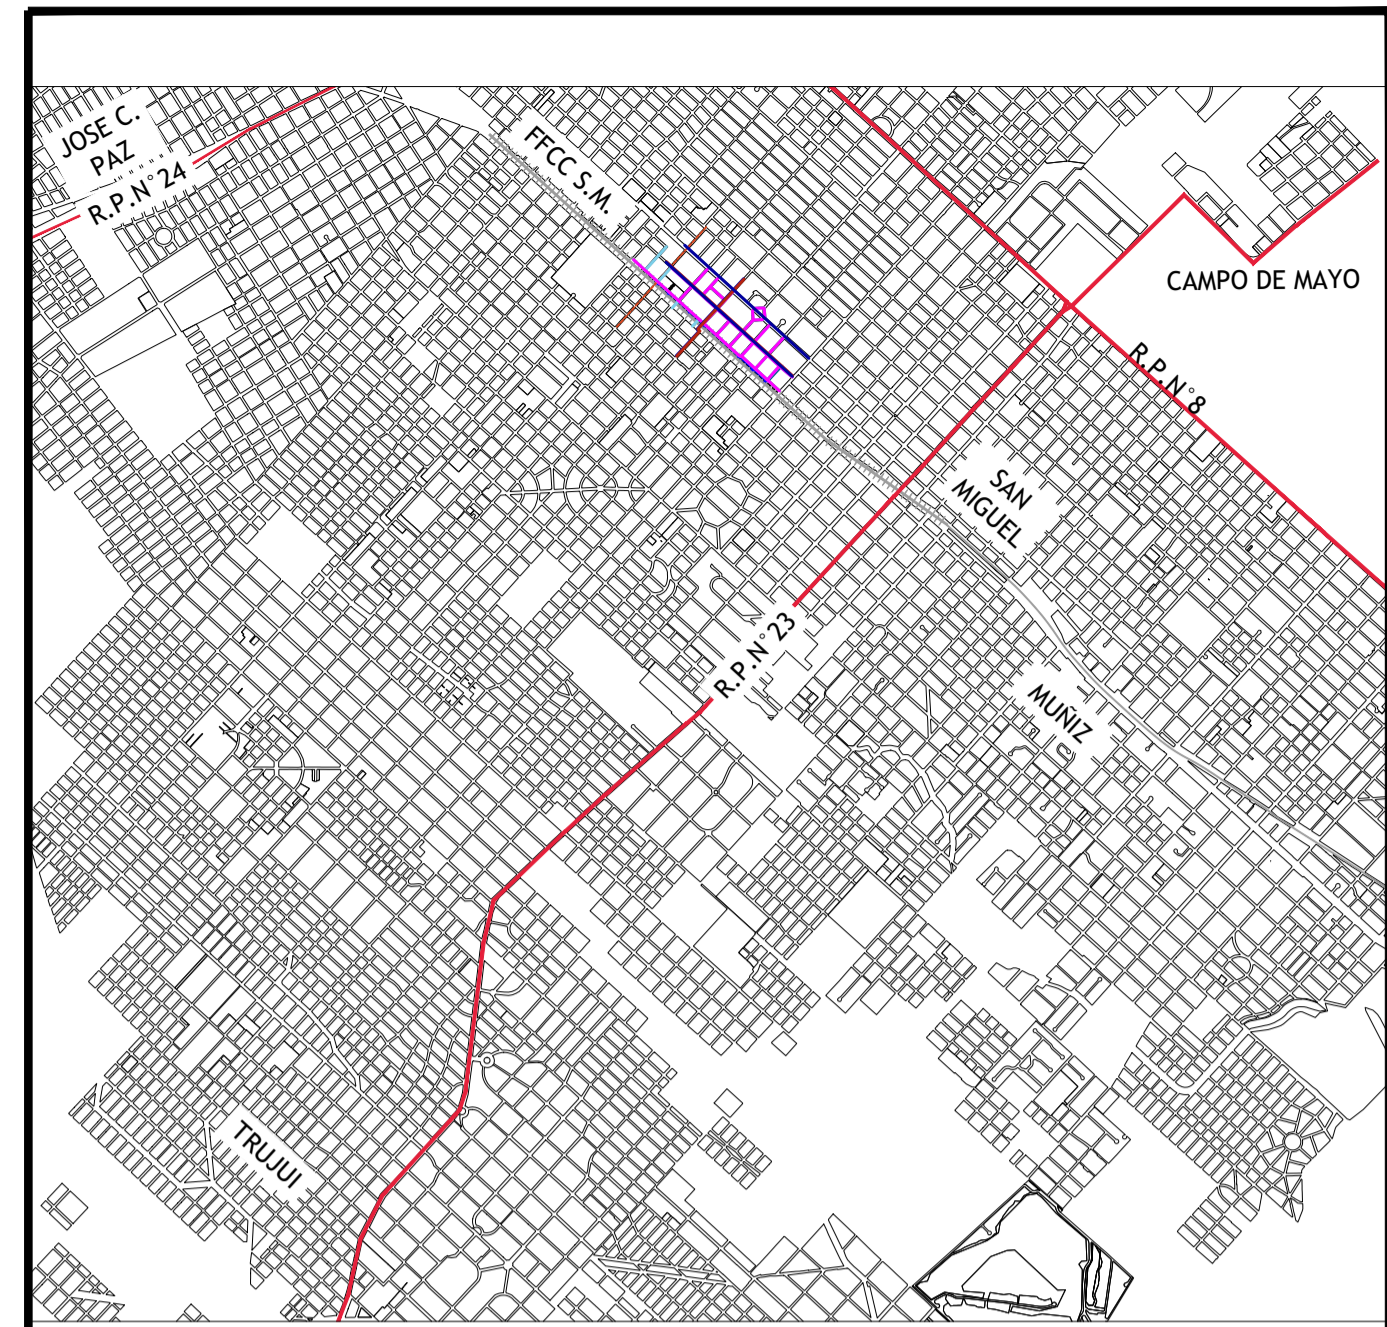 JOSE C.
PAZ
R.P.N°24
FFCC S.M.
CAMPO DE MAYO
R.P.N°8
SAN
MIGUEL
R.P.N°23
MUÑIZ
TRUJUI